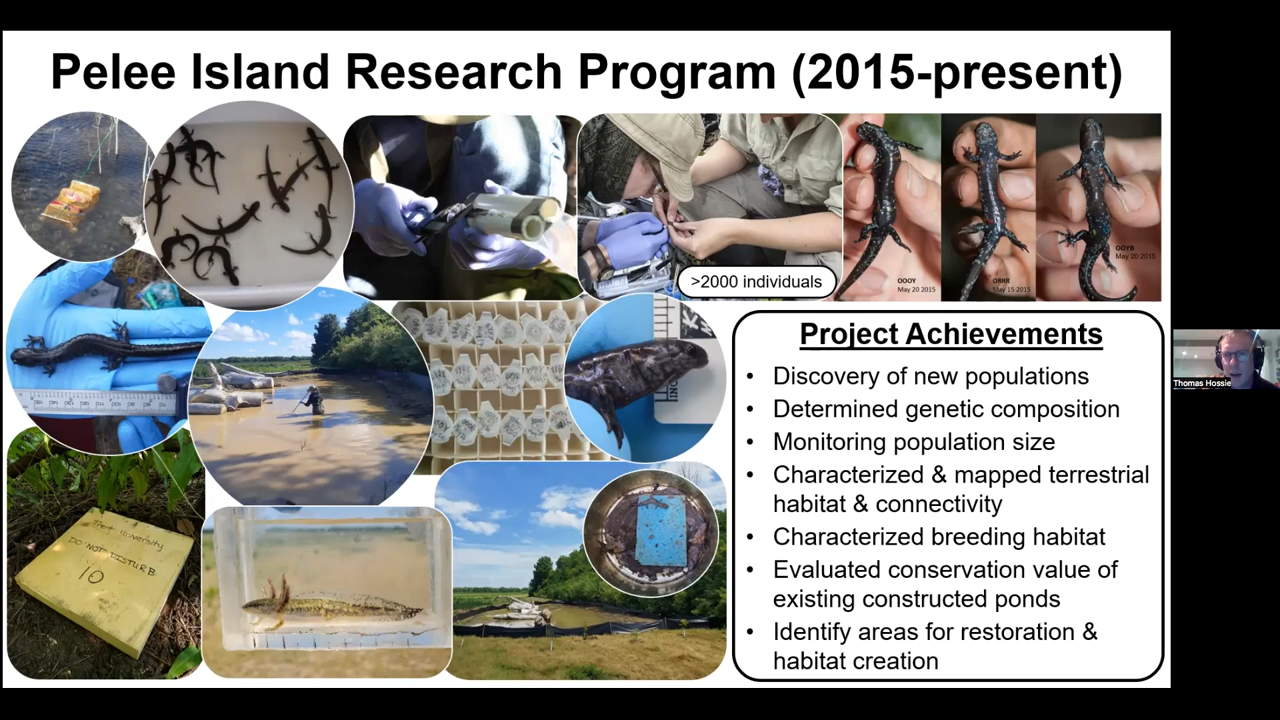 Pelee Island Research Program (2015-present)
>2000 individuals
OOOY
May 20 2015
May 15 2015
OOYB
May 20 2015
Project Achievements
• Discovery of new populations
• Determined genetic composition
• Monitoring population size
• Characterized & mapped terrestrial
habitat & connectivity
• Characterized breeding habitat
• Evaluated conservation value of
existing constructed ponds
• Identify areas for restoration &
habitat creation
Thomas Hossie
Trent University
DO NOT DISTURB
10